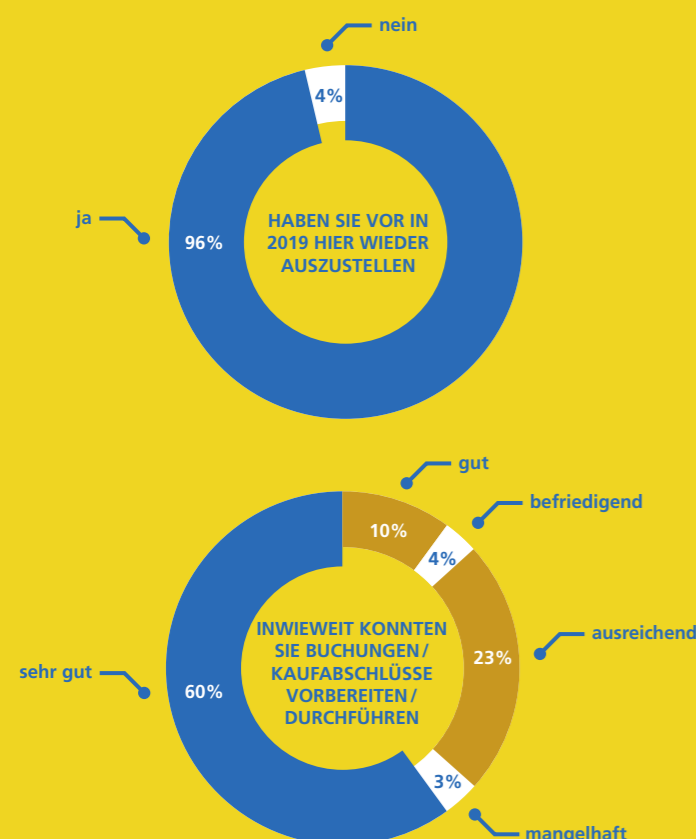 nein
4%
ja
96%
HABEN SIE VOR IN
2019 HIER WIEDER
AUSZUSTELLEN
gut
befriedigend
10%
4%
INWIEWEIT KONNTEN
SIE BUCHUNGEN/
KAUFABSCHLÜSSE
VORBEREITEN/
DURCHFÜHREN
ausreichend
23%
sehr gut
60%
3%
mangelhaft